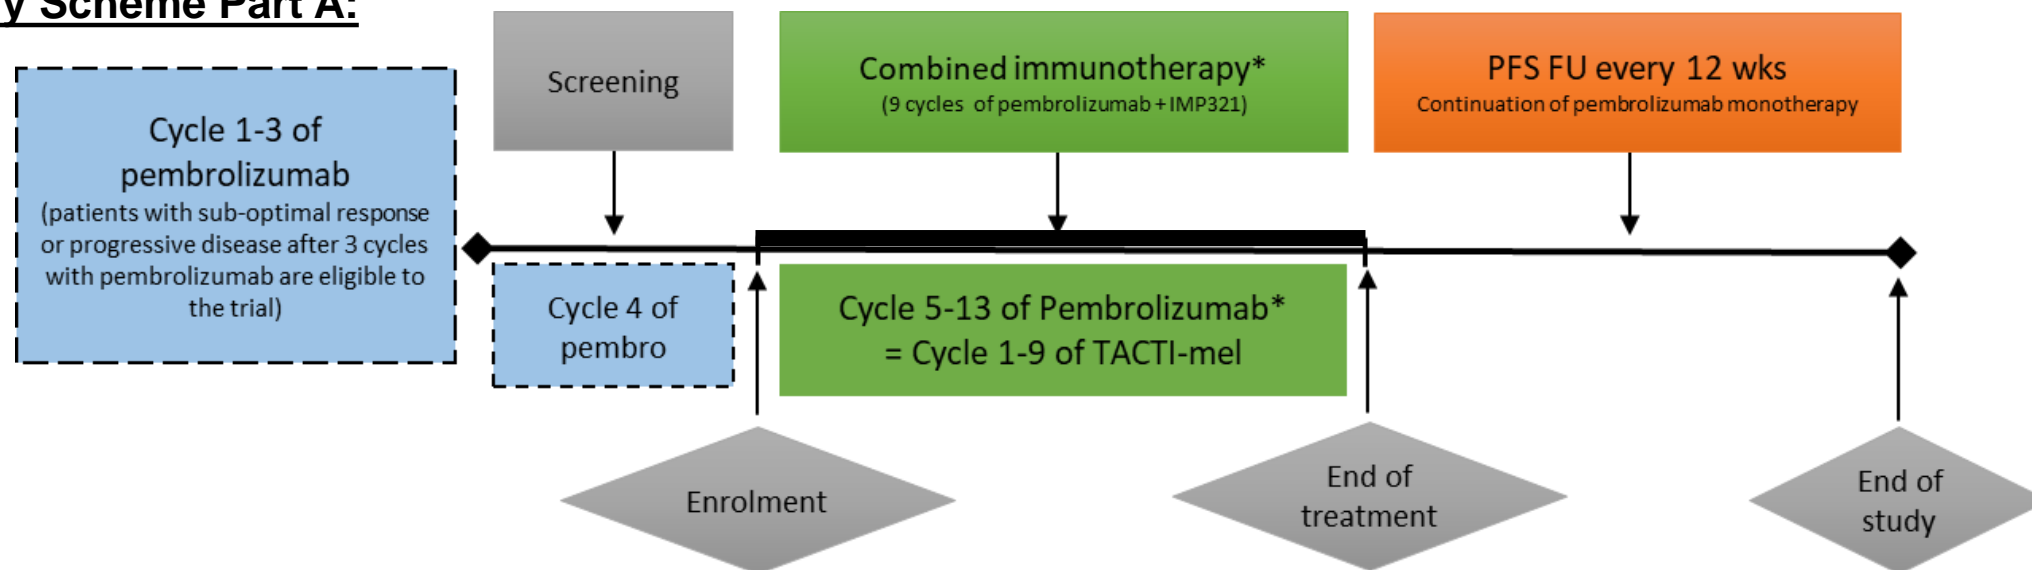 y Scheme Part A:
Cycle 1-3 of
pembrolizumab
(patients with sub-optimal response
or progressive disease after 3 cycles
with pembrolizumab are eligible to
the trial)
Screening
Combined immunotherapy*
(9 cycles of pembrolizumab + IMP321)
PFS FU every 12 wks
Continuation of pembrolizumab monotherapy
Cycle 4 of
pembro
Cycle 5-13 of Pembrolizumab*
= Cycle 1-9 of TACTI-mel
Enrolment
End of
treatment
End of
study